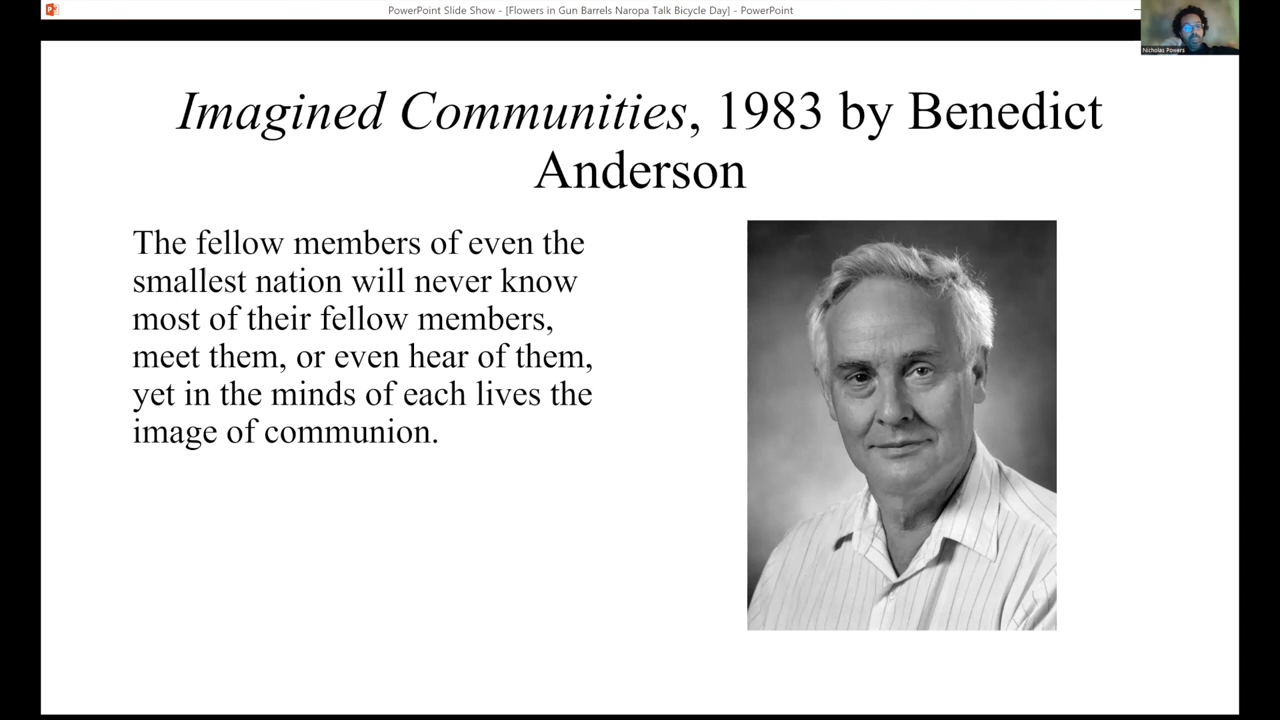 PowerPoint Slide Show - [Flowers in Gun Barrels Naropa Talk Bicycle Day] - PowerPoint
Nicholas Powers
Imagined Communities, 1983 by Benedict
Anderson
The fellow members of even the
smallest nation will never know
most of their fellow members,
meet them, or even hear of them,
yet in the minds of each lives the
image of communion.